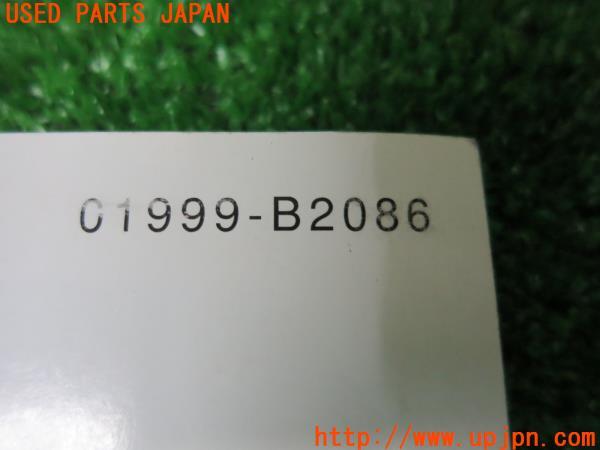 USED PARTS JAPAN
01999-B2086
http://www.upjpn.com